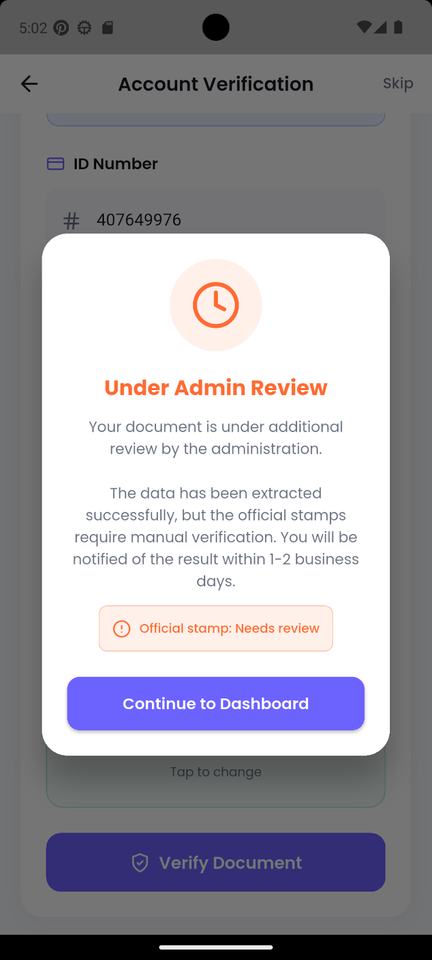 5:02
Account Verification
Skip
ID Number
407649976
Under Admin Review
Your document is under additional
review by the administration.
The data has been extracted
successfully, but the official stamps
require manual verification. You will be
notified of the result within 1-2 business
days.
Official stamp: Needs review
Continue to Dashboard
Tap to change
Verify Document